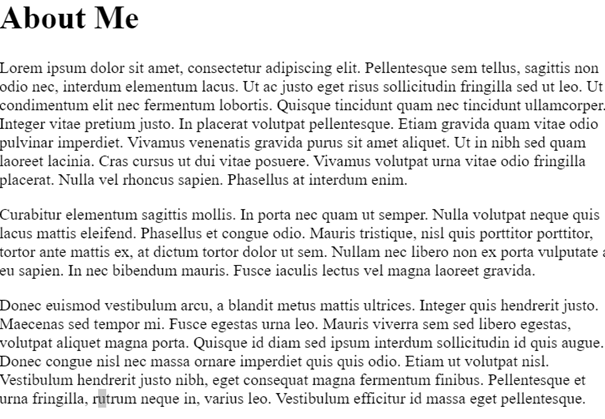 About Me
Lorem ipsum dolor sit amet, consectetur adipiscing elit. Pellentesque sem tellus, sagittis non
odio nec, interdum elementum lacus. Ut ac justo eget risus sollicitudin fringilla sed ut leo. Ut
condimentum elit nec fermentum lobortis. Quisque tincidunt quam nec tincidunt ullamcorper.
Integer vitae pretium justo. In placerat volutpat pellentesque. Etiam gravida quam vitae odio
pulvinar imperdiet. Vivamus venenatis gravida purus sit amet aliquet. Ut in nibh sed quam
laoreet lacinia. Cras cursus ut dui vitae posuere. Vivamus volutpat urna vitae odio fringilla
placerat. Nulla vel rhoncus sapien. Phasellus at interdum enim.
Curabitur elementum sagittis mollis. In porta nec quam ut semper. Nulla volutpat neque quis
lacus mattis eleifend. Phasellus et congue odio. Mauris tristique, nisl quis porttitor porttitor,
tortor ante mattis ex, at dictum tortor dolor ut sem. Nullam nec libero non ex porta vulputate a
eu sapien. In nec bibendum mauris. Fusce iaculis lectus vel magna laoreet gravida.
Donec euismod vestibulum arcu, a blandit metus mattis ultrices. Integer quis hendrerit justo.
Maecenas sed tempor mi. Fusce egestas urna leo. Mauris viverra sem sed libero egestas,
volutpat aliquet magna porta. Quisque id diam sed ipsum interdum sollicitudin id quis augue.
Donec congue nisl nec massa ornare imperdiet quis quis odio. Etiam ut volutpat nisl.
Vestibulum hendrerit justo nibh, eget consequat magna fermentum finibus. Pellentesque et
urna fringilla, rutrum neque in, varius leo. Vestibulum efficitur id massa eget pellentesque.